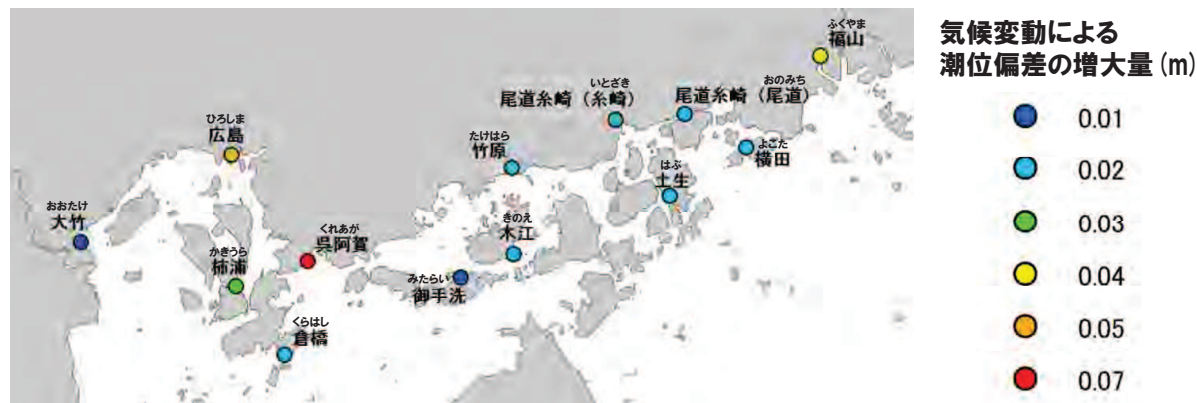 気候変動による
潮位偏差の増大量(m)
0.01
0.02
0.03
0.04
0.05
0.07
ふくやま
福山
いとざき
尾道糸崎(糸崎)
おのみち
尾道糸崎(尾道)
ひろしま
広島
たけはら
竹原
よこた
横田
はぶ
土生
おおたけ
大竹
くれあが
呉阿賀
きのえ
木江
かきうら
柿浦
みたらい
御手洗
くらはし
倉橋